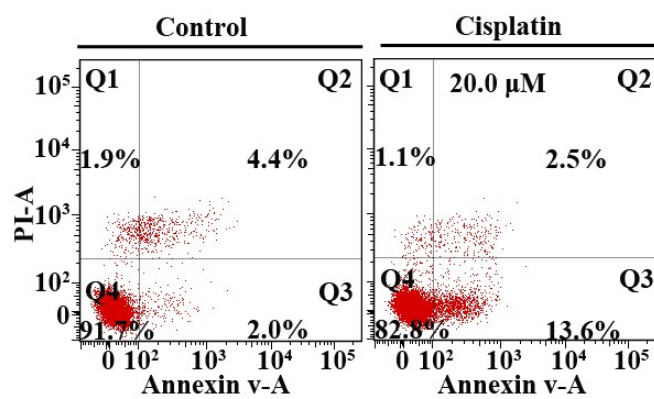 Control
Cisplatin
Q1 Q2
Q1 20.0 μM Q2
1.9% 4.4%
1.1% 2.5%
Q4 Q3
91.7% 2.0%
Q4 Q3
82.8% 13.6%
PI-A
10⁵
10⁴
10³
10²
0
0 10² 10³ 10⁴ 10⁵
0 10² 10³ 10⁴ 10⁵
Annexin v-A
Annexin v-A